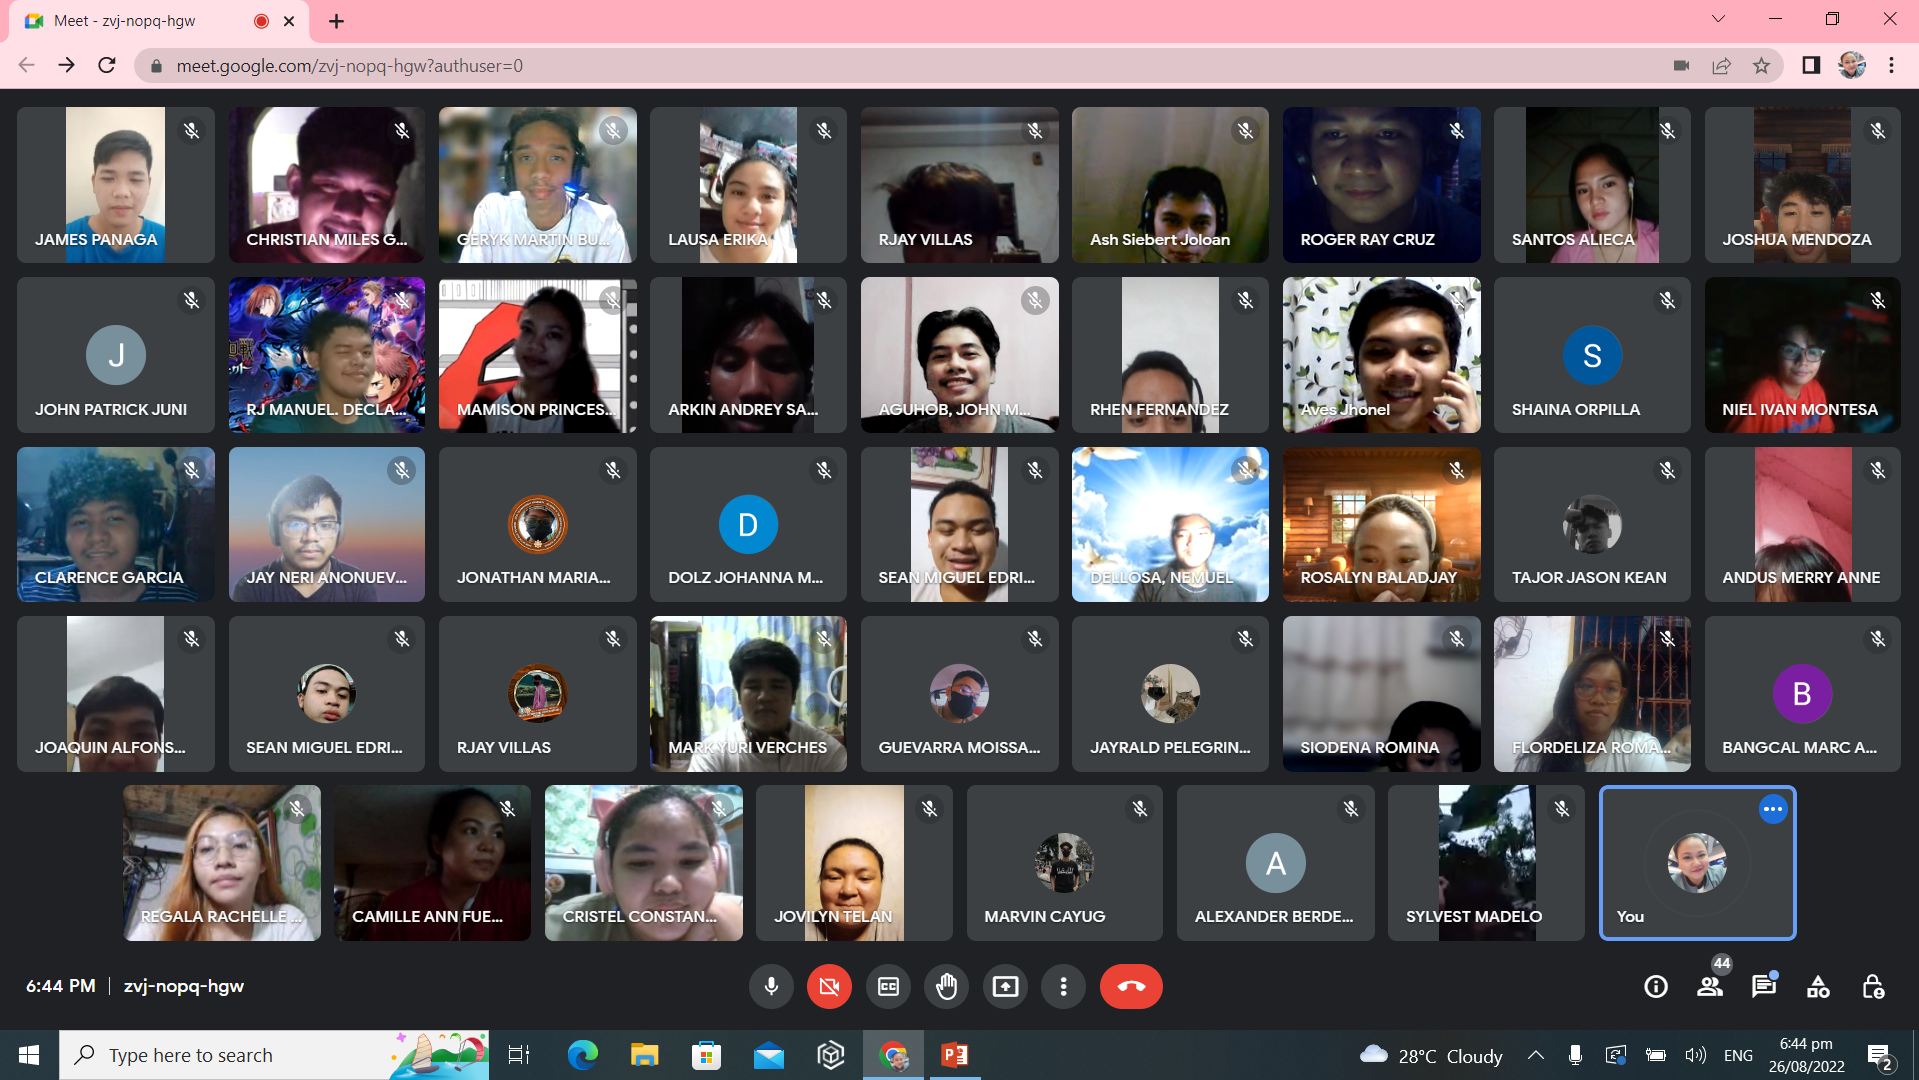 Meet - zvj-nopq-hgw
meet.google.com/zvj-nopq-hgw?authuser=0
JAMES PANAGA
CHRISTIAN MILES G...
GERYK MARTIN BU...
LAUSA ERIKA
RJAY VILLAS
Ash Siebert Joloan
ROGER RAY CRUZ
SANTOS ALIECA
JOSHUA MENDOZA
J
JOHN PATRICK JUNI
RJ MANUEL. DECLA...
MAMISON PRINCES...
ARKIN ANDREY SA...
AGUHOB, JOHN M...
RHEN FERNANDEZ
Aves Jhonel
S
SHAINA ORPILLA
NIEL IVAN MONTESA
CLARENCE GARCIA
JAY NERI ANONUEV...
JONATHAN MARIA...
D
DOLZ JOHANNA M...
SEAN MIGUEL EDRI...
DELLOSA, NEMUEL
ROSALYN BALADJAY
TAJOR JASON KEAN
ANDUS MERRY ANNE
JOAQUIN ALFONS...
SEAN MIGUEL EDRI...
RJAY VILLAS
MARK YURI VERCHES
GUEVARRA MOISSA...
JAYRALD PELEGRIN...
SIODENA ROMINA
FLORDELIZA ROMA...
B
BANGCAL MARC A...
REGALA RACHELLE ...
CAMILLE ANN FUE...
CRISTEL CONSTAN...
JOVILYN TELAN
MARVIN CAYUG
A
ALEXANDER BERDE...
SYLVEST MADELO
You
6:44 PM | zvj-nopq-hgw
CC
44
Type here to search
28°C Cloudy
ENG
6:44 pm
26/08/2022
2